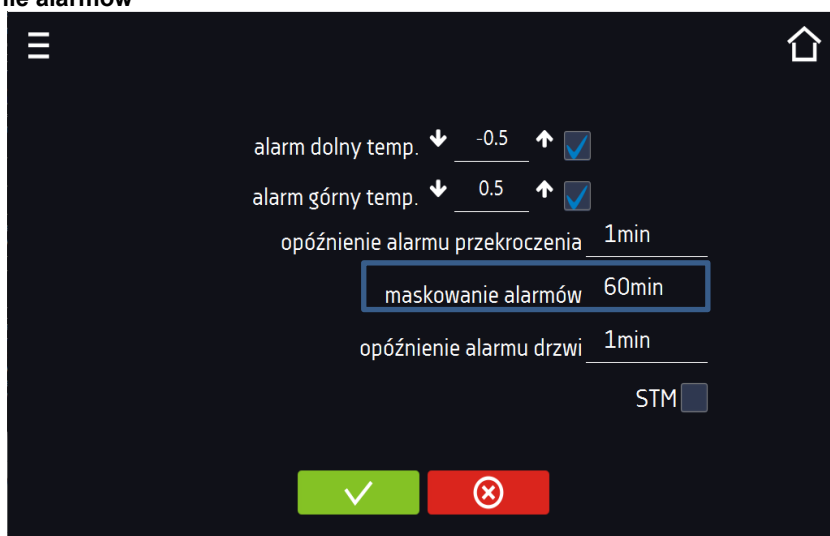 alarmów
alarm dolny temp. -0.5
alarm górny temp. 0.5
opóźnienie alarmu przekroczenia 1min
maskowanie alarmów 60min
opóźnienie alarmu drzwi 1min
STM